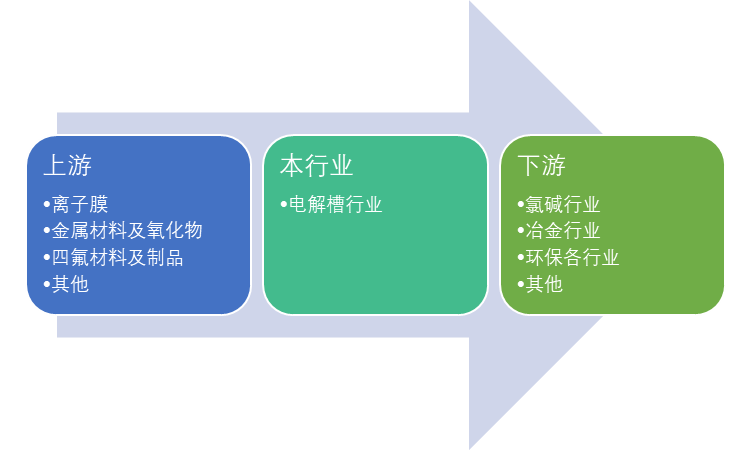 上游
•离子膜
•金属材料及氧化物
•四氟材料及制品
•其他
本行业
•电解槽行业
下游
•氯碱行业
•冶金行业
•环保各行业
•其他